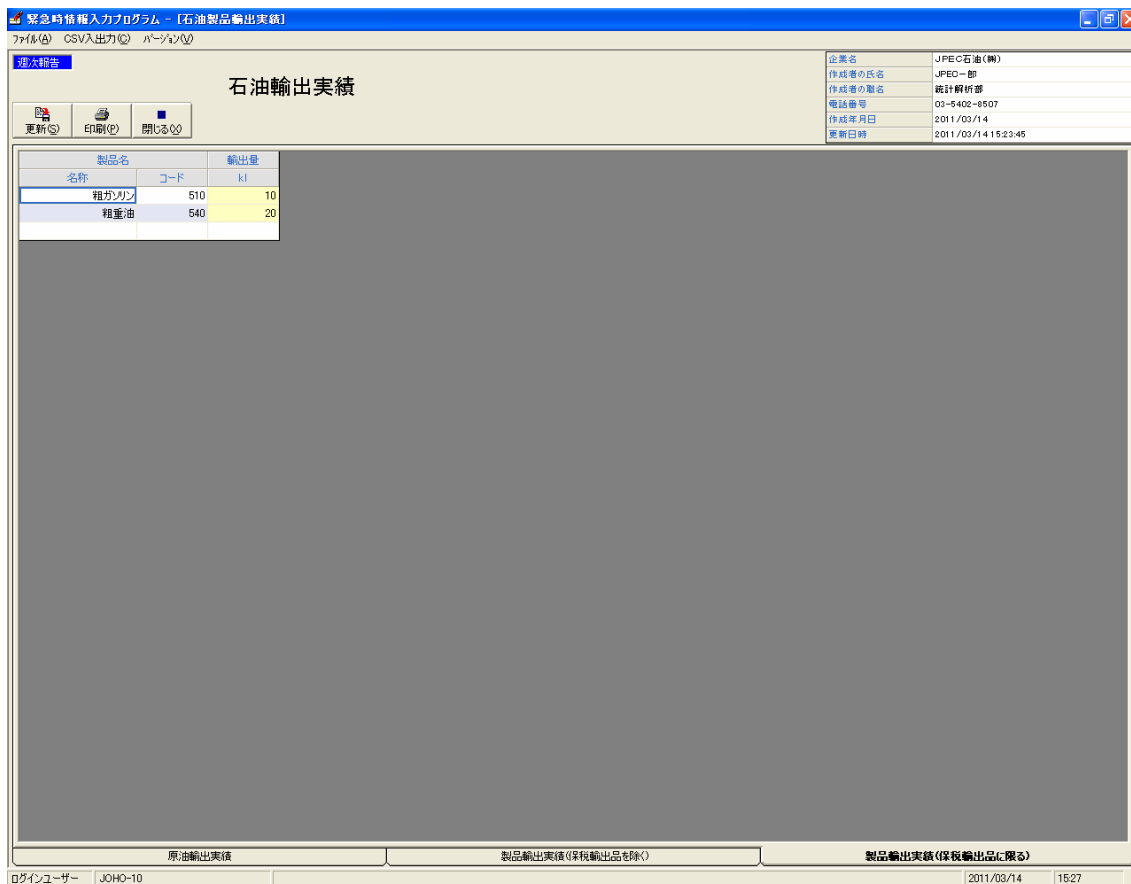 緊急時情報入力プログラム - [石油製品輸出実績]
ファイル(A) CSV入出力(C) バージョン(V)
週次報告
石油輸出実績
更新(S) 印刷(P) 閉じる(X)
企業名 JPEC石油(株)
作成者の氏名 JPEC一郎
作成者の職名 統計解析部
電話番号 03-5402-8507
作成年月日 2011/03/14
更新日時 2011/03/14 15:23:45
製品名 輸出量
名称 コード kl
粗ガソリン 510 10
粗重油 540 20
原油輸出実績 製品輸出実績(保税輸出品を除く) 製品輸出実績(保税輸出品に限る)
ログインユーザー JOHO-10 2011/03/14 15:27